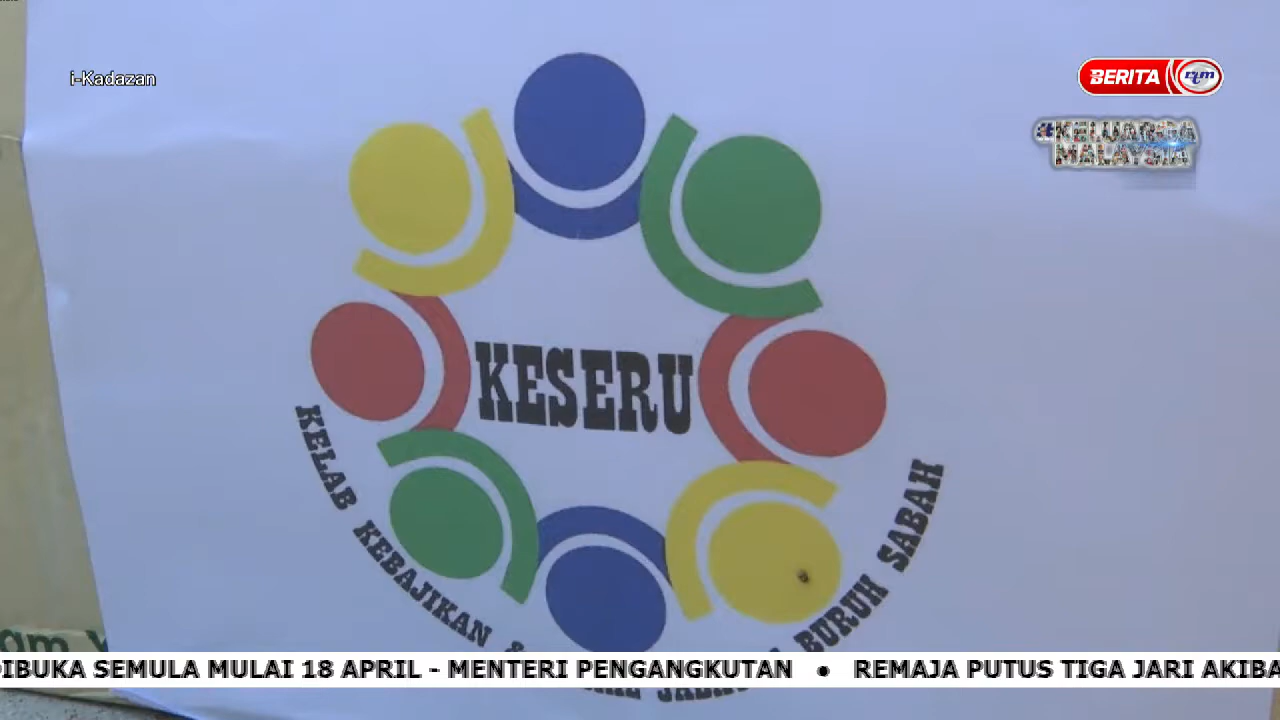 i-Kadazan
BERITA rtm
#KELUARGA
MALAYSIA
KESERU
KELAB KEBAJIKAN &
BURUH SABAH
DIBUKA SEMULA MULAI 18 APRIL - MENTERI PENGANGKUTAN • REMAJA PUTUS TIGA JARI AKIBA